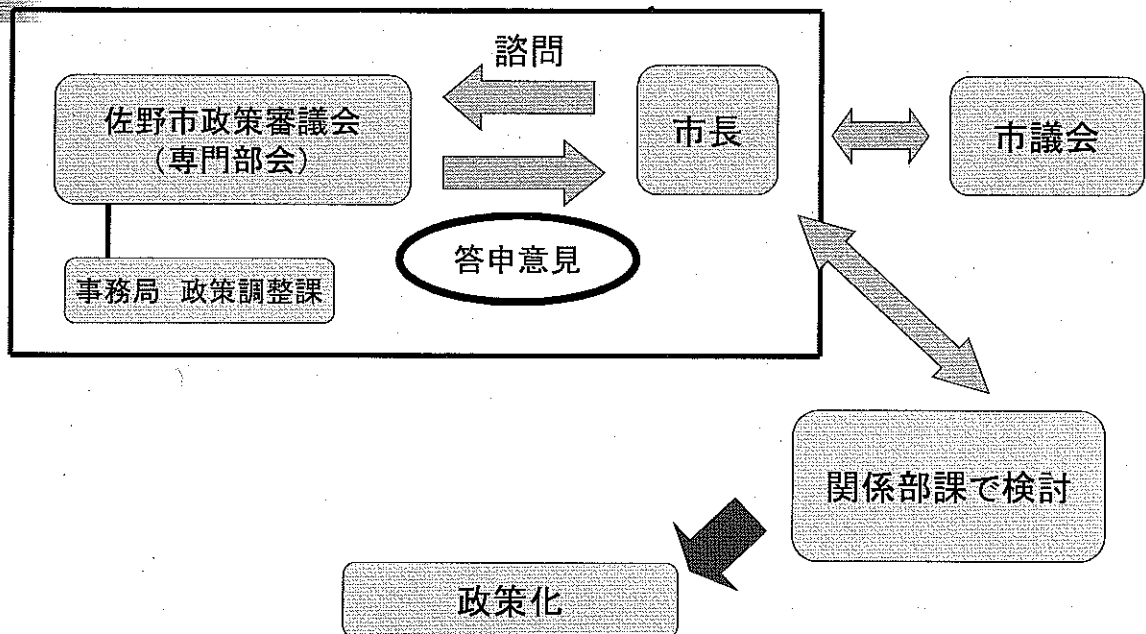 諮問
佐野市政策審議会
（専門部会）
市長
市議会
答申意見
事務局　政策調整課
関係部課で検討
政策化